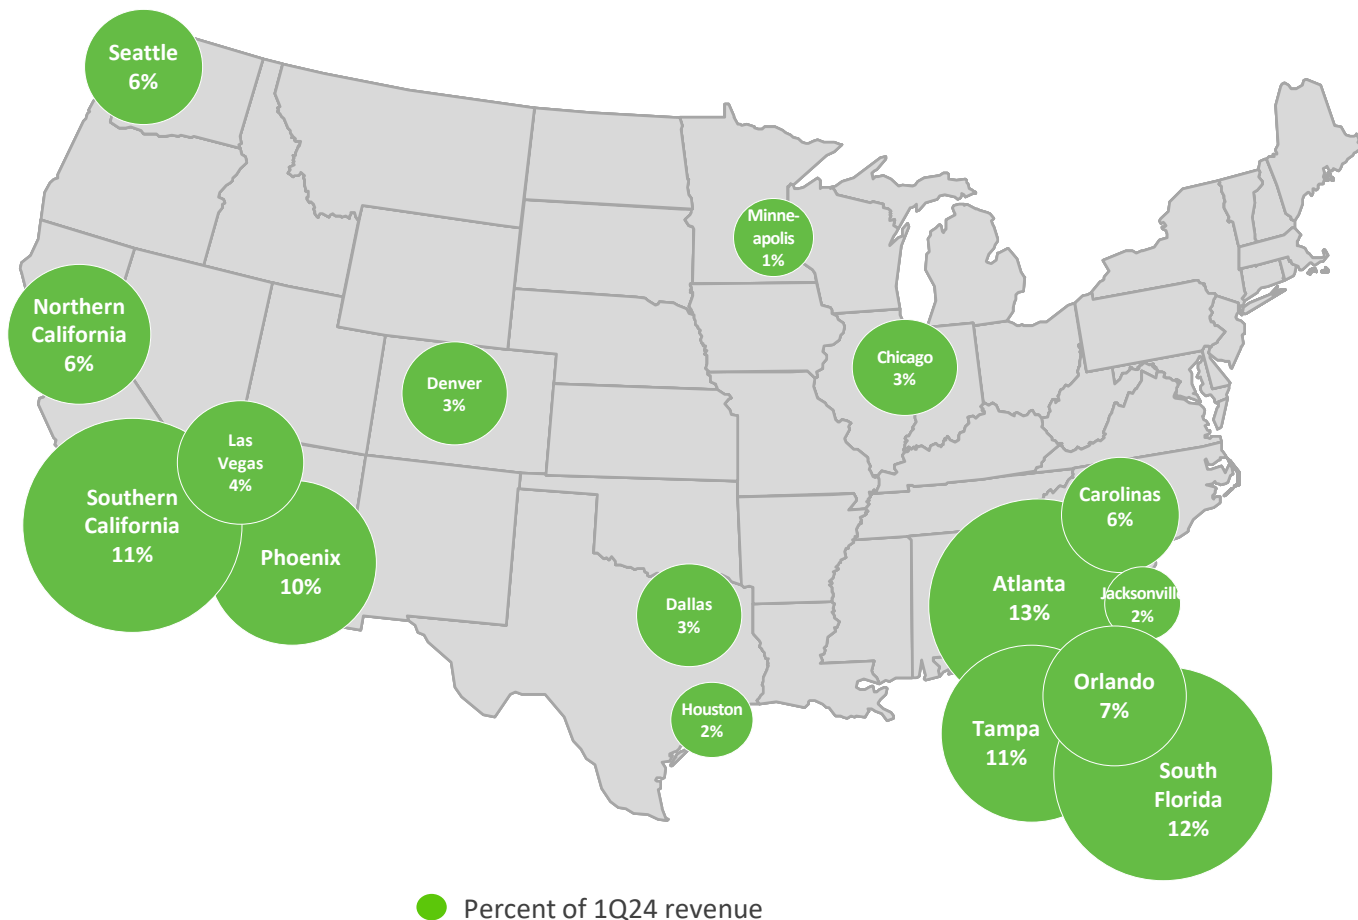 Seattle
6%
Minne-
apolis
1%
Northern
California
6%
Chicago
3%
Denver
3%
Las
Vegas
4%
Southern
California
11%
Phoenix
10%
Carolinas
6%
Atlanta
13%
Jacksonville
2%
Dallas
3%
Houston
2%
Orlando
7%
Tampa
11%
South
Florida
12%
Percent of 1Q24 revenue